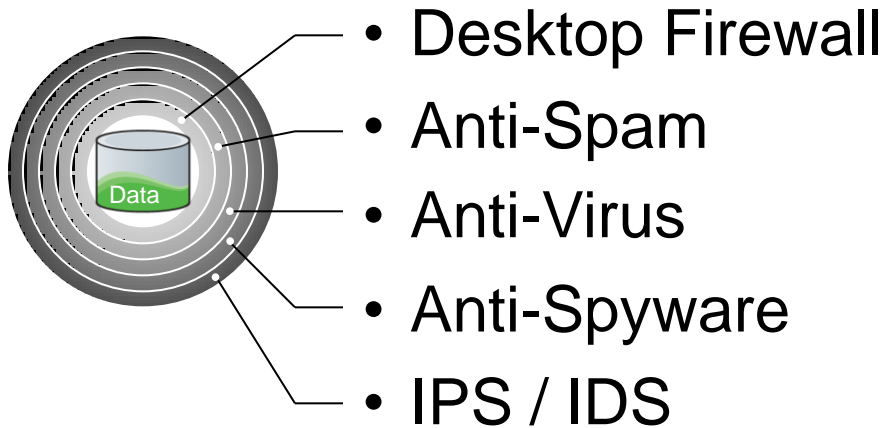 • Desktop Firewall
• Anti-Spam
Data
• Anti-Virus
• Anti-Spyware
• IPS / IDS